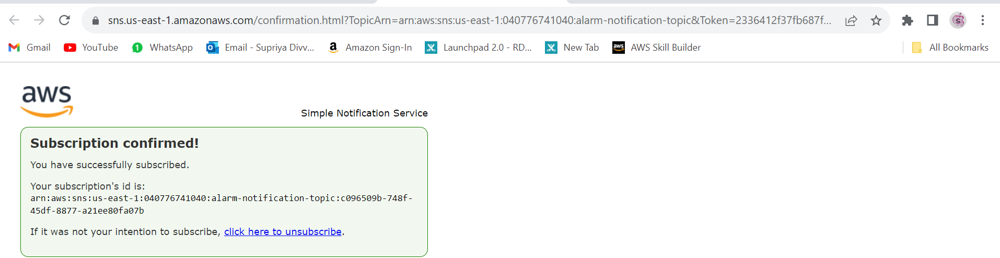 sns.us-east-1.amazonaws.com/confirmation.html?TopicArn=arn:aws:sns:us-east-1:040776741040:alarm-notification-topic&Token=2336412f37fb687f...
Gmail YouTube 1 WhatsApp Email - Supriya Divv... a Amazon Sign-In Launchpad 2.0 - RD... New Tab aws AWS Skill Builder All Bookmarks
aws
Simple Notification Service
Subscription confirmed!
You have successfully subscribed.
Your subscription's id is:
arn:aws:sns:us-east-1:040776741040:alarm-notification-topic:c096509b-748f-
45df-8877-a21ee80fa07b
If it was not your intention to subscribe, click here to unsubscribe.